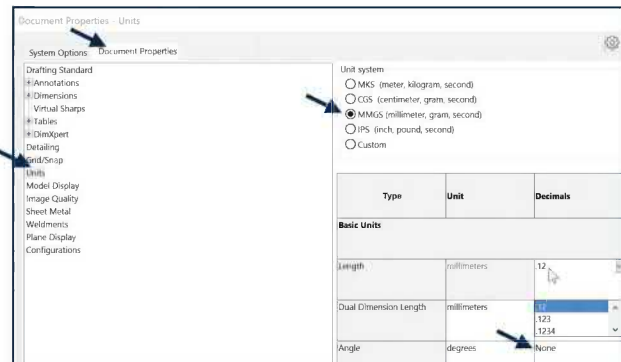 Document Properties - Units
System Options
Document Properties
Drafting Standard
Annotations
Dimensions
Virtual Sharps
Tables
DimXpert
Detailing
Grid/Snap
Units
Model Display
Image Quality
Sheet Metal
Weldments
Plane Display
Configurations
Unit system
MKS (meter, kilogram, second)
CGS (centimeter, gram, second)
MMGS (millimeter, gram, second)
IPS (inch, pound, second)
Custom
Type Unit Decimals
Basic Units
Length millimeters .12
Dual Dimension Length millimeters .12
.123
.1234
Angle degrees None